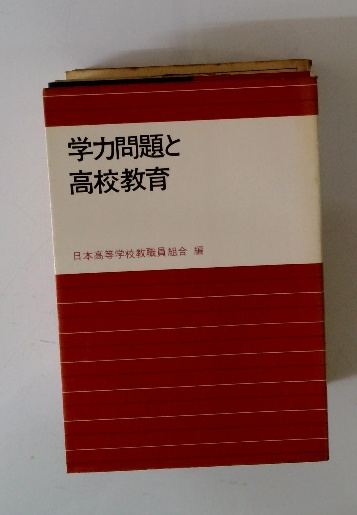 学力問題と
高校教育
日本高等学校教職員組合 編